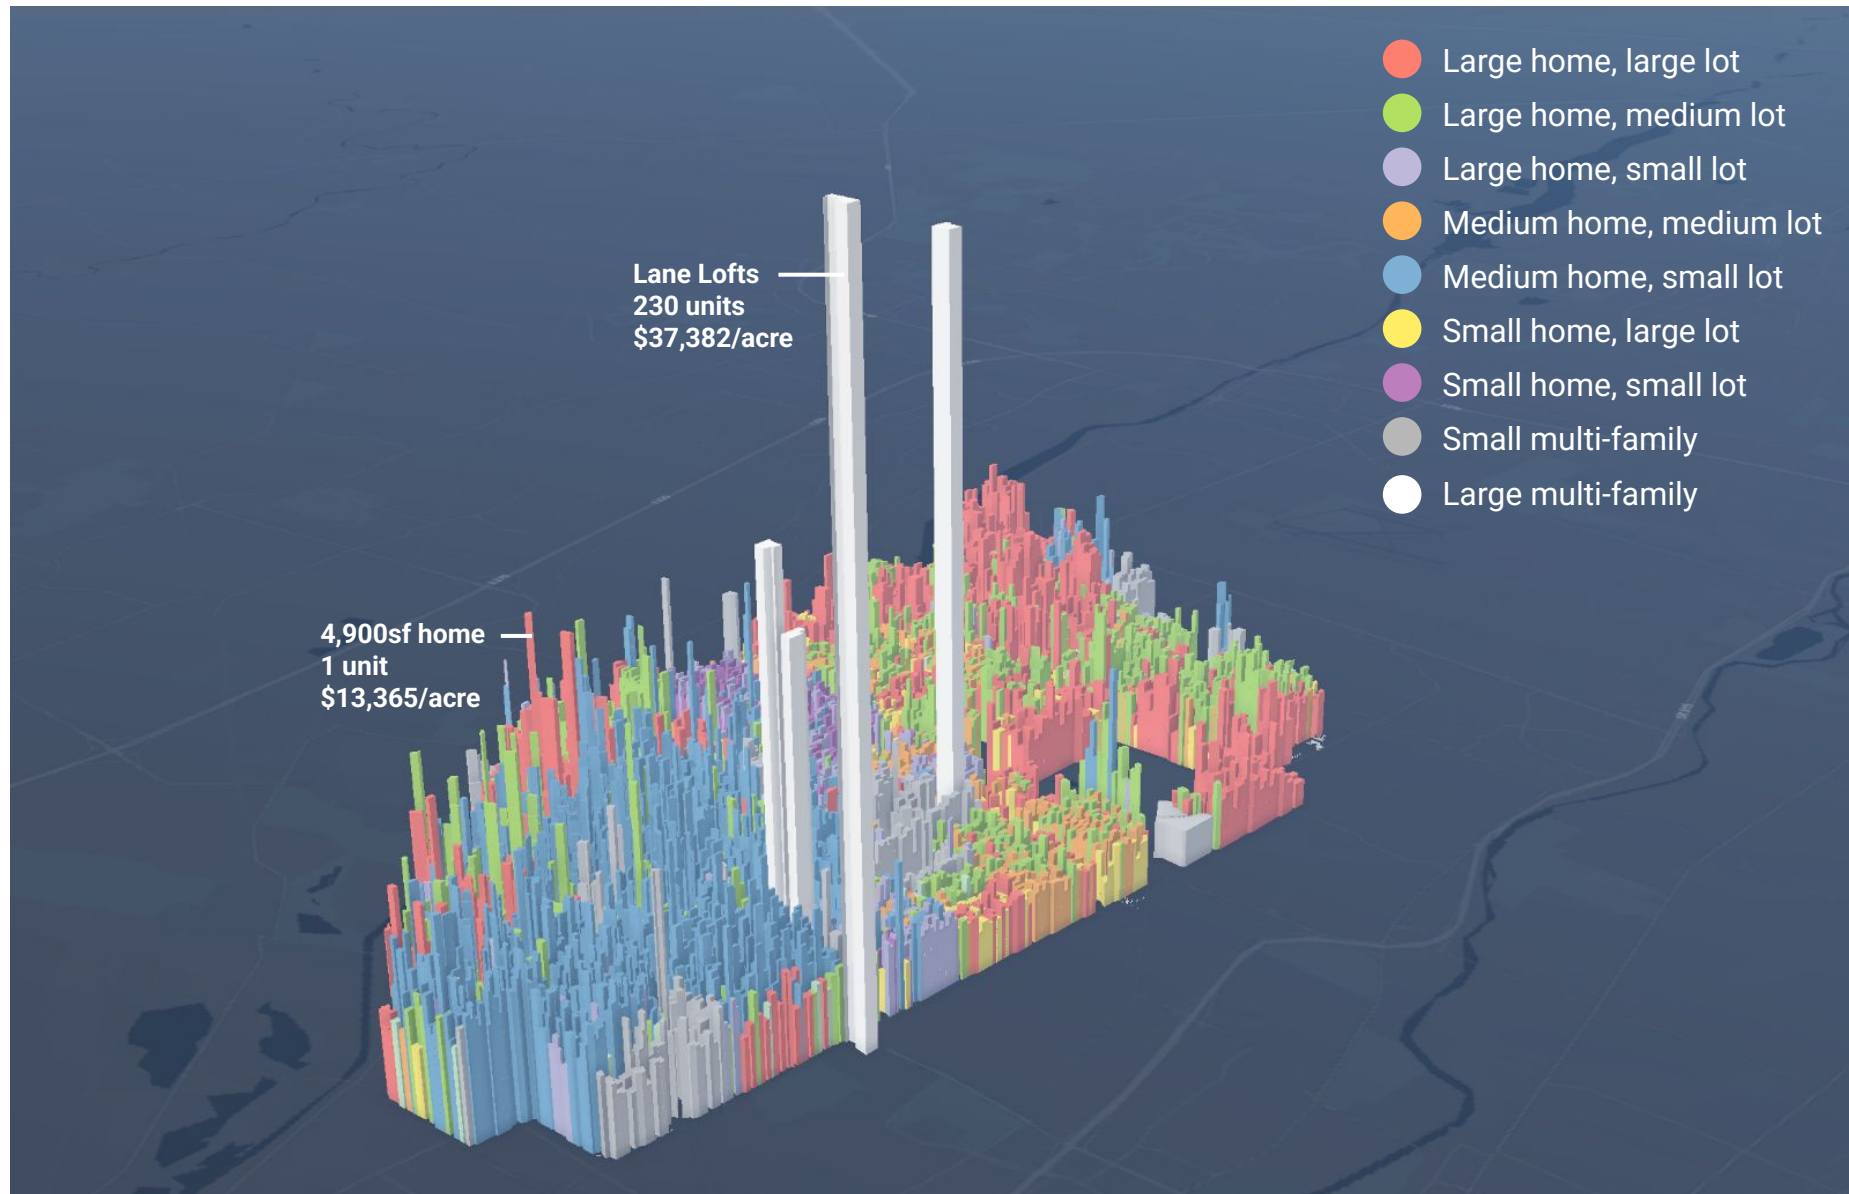 Large home, large lot
Large home, medium lot
Large home, small lot
Medium home, medium lot
Medium home, small lot
Small home, large lot
Small home, small lot
Small multi-family
Large multi-family
Lane Lofts
230 units
$37,382/acre
4,900sf home
1 unit
$13,365/acre